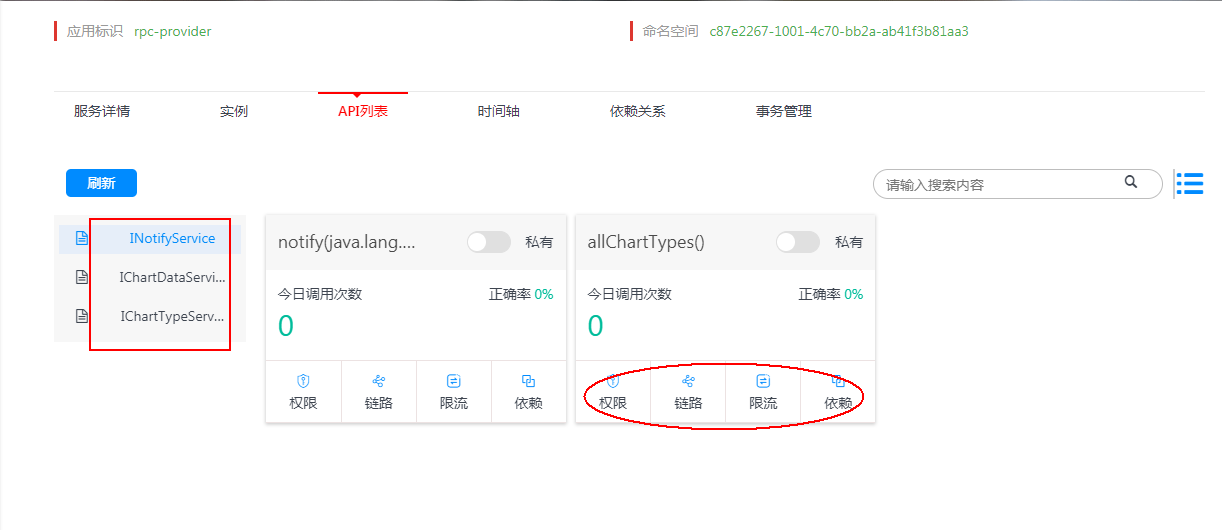 应用标识 rpc-provider 命名空间 c87e2267-1001-4c70-bb2a-ab41f3b81aa3
服务详情 实例 API列表 时间轴 依赖关系 事务管理
刷新 请输入搜索内容
INotifyService
IChartDataServi...
IChartTypeServ...
notify(java.lang.... 私有
今日调用次数 正确率 0%
0
权限 链路 限流 依赖
allChartTypes() 私有
今日调用次数 正确率 0%
0
权限 链路 限流 依赖